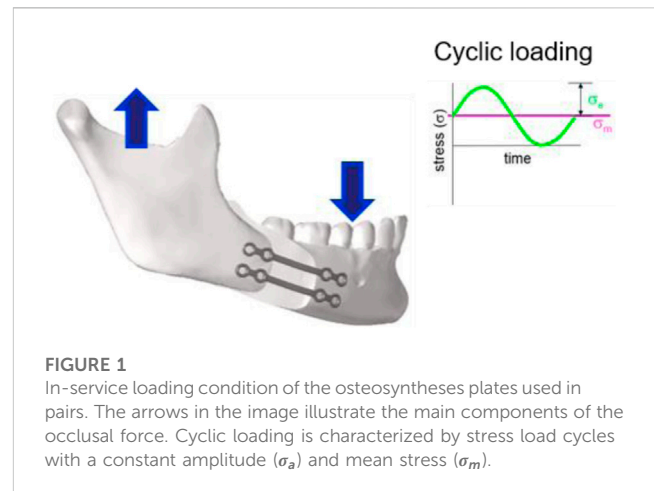 Cyclic loading
stress (σ)
σe
σm
time
FIGURE 1
In-service loading condition of the osteosyntheses plates used in
pairs. The arrows in the image illustrate the main components of the
occlusal force. Cyclic loading is characterized by stress load cycles
with a constant amplitude (σa) and mean stress (σm).